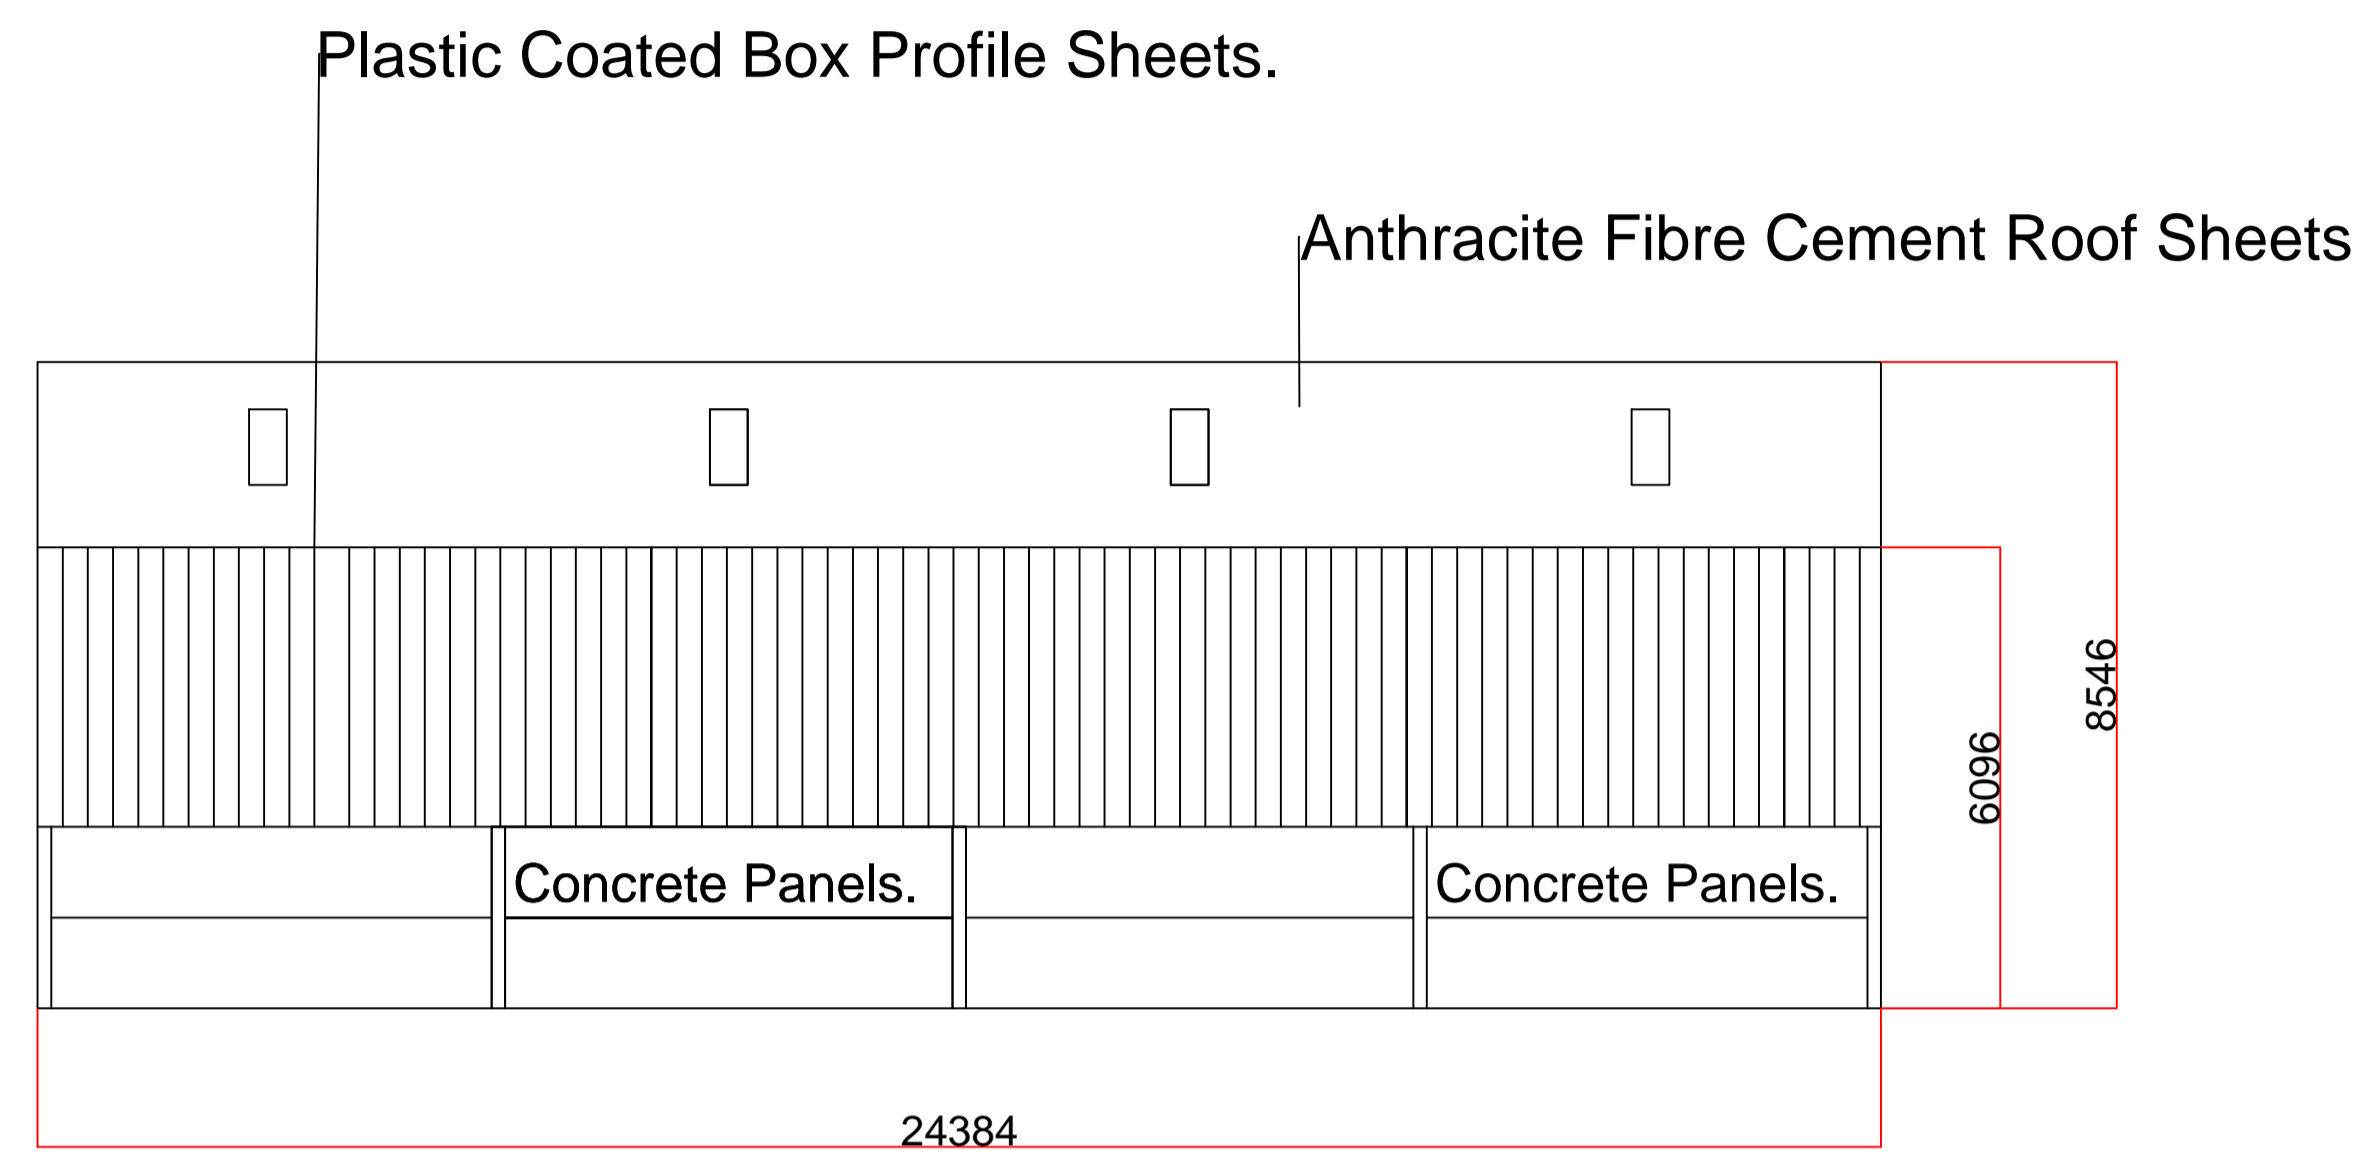 Plastic Coated Box Profile Sheets.
Anthracite Fibre Cement Roof Sheets
8546
6096
Concrete Panels.
Concrete Panels.
24384